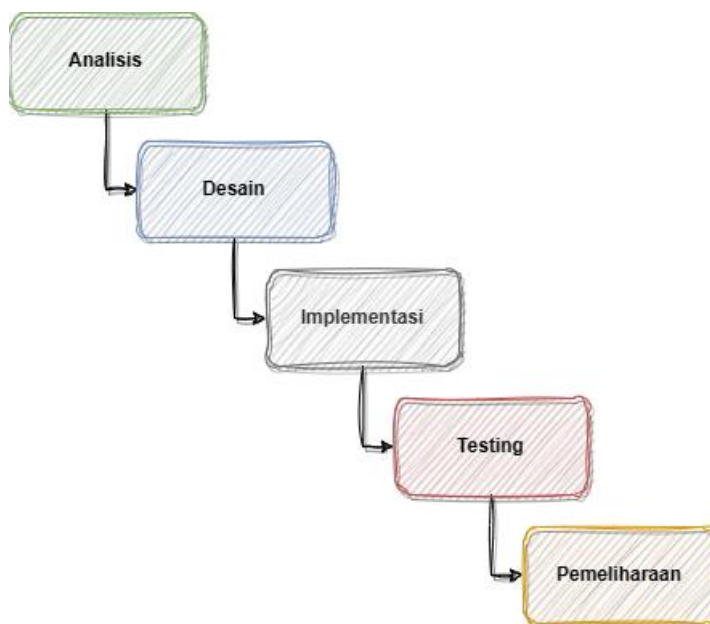 Analisis
Desain
Implementasi
Testing
Pemeliharaan